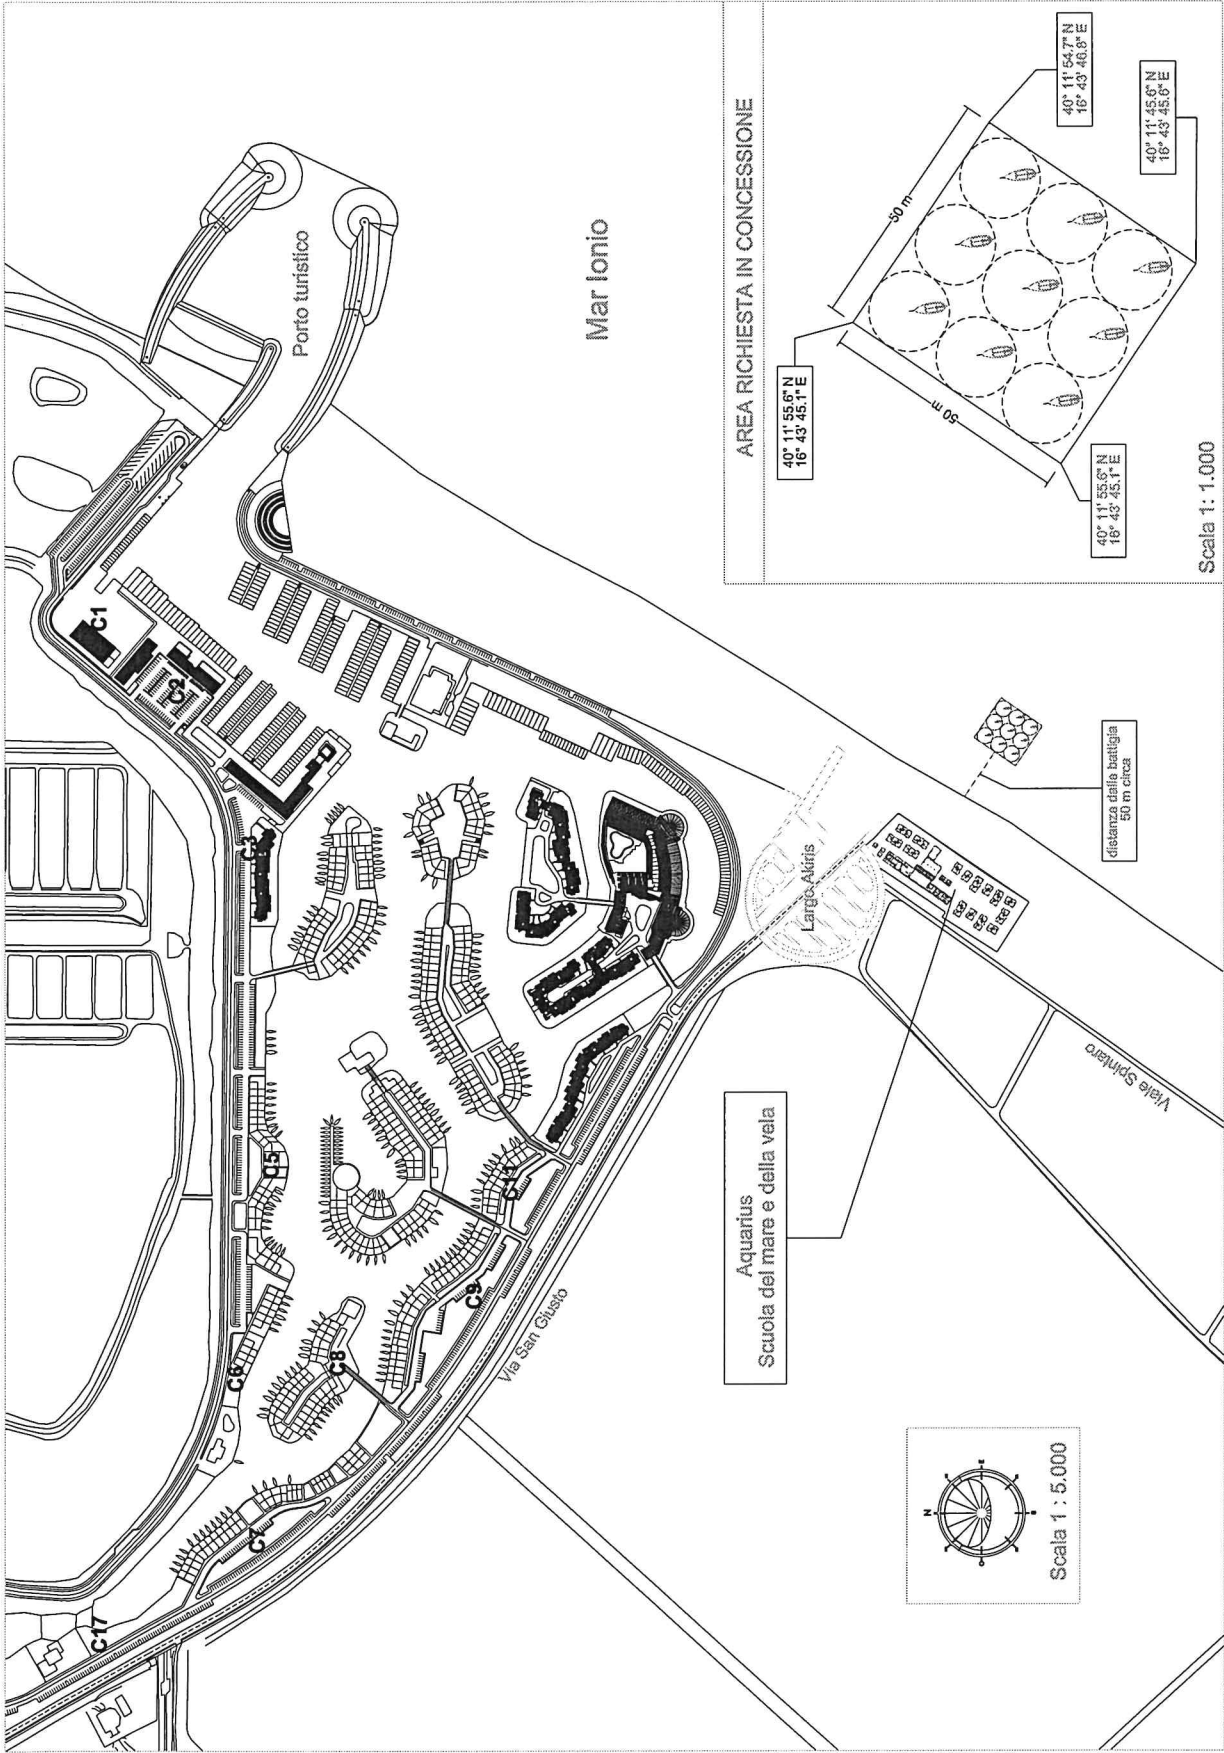 Porto turistico
Mar Ionio
C1
C2
C3
C5
C6
C7
C8
C9
C11
C17
Largo Akiris
Via San Giusto
Viale Spintaro
Aquarius
Scuola del mare e della vela
distanza dalla battigia
50 m circa
N
E
S
O
Scala 1 : 5.000
AREA RICHIESTA IN CONCESSIONE
40° 11' 55.6" N
16° 43' 45.1" E
50 m
40° 11' 54.7" N
16° 43' 46.8" E
50 m
40° 11' 55.6" N
16° 43' 45.1" E
40° 11' 45.6" N
16° 43' 45.6" E
Scala 1: 1.000